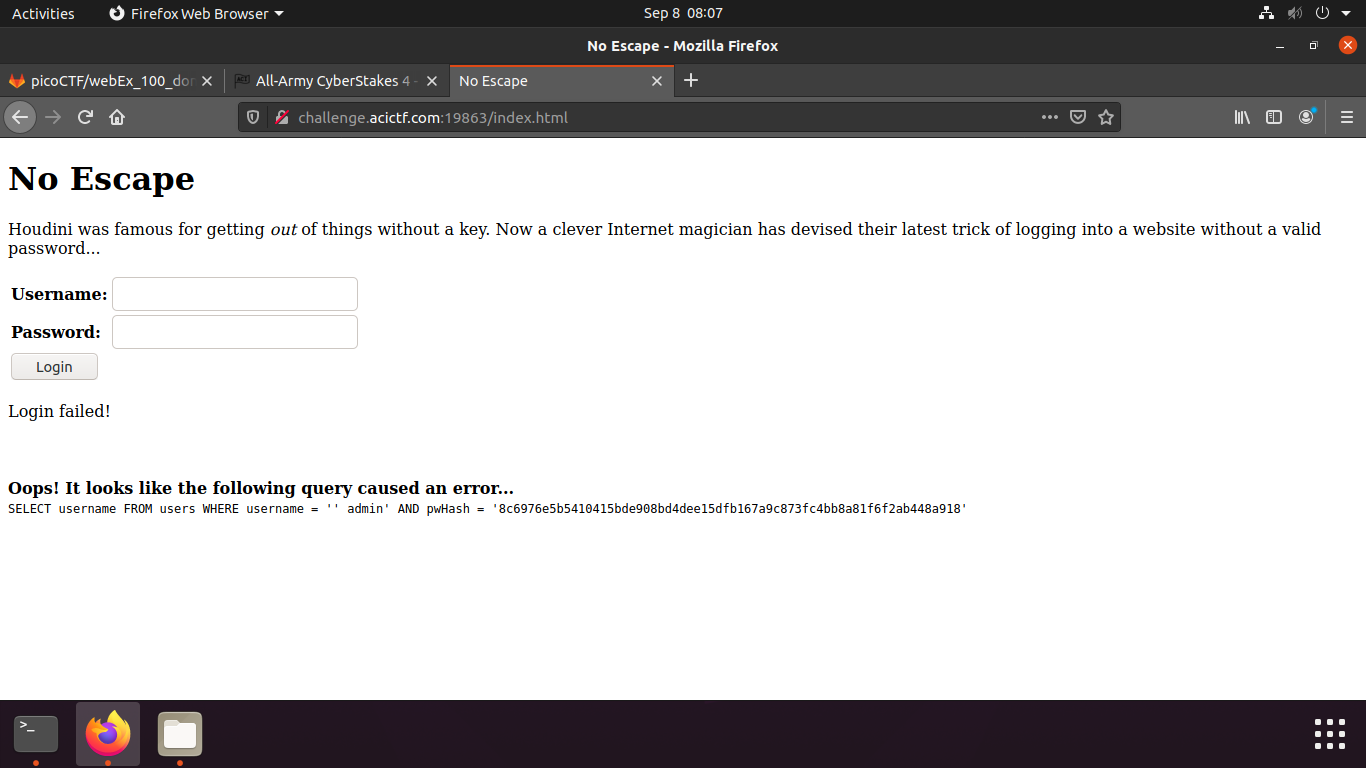 Activities Firefox Web Browser Sep 8 08:07
No Escape - Mozilla Firefox
picoCTF/webEx_100_dor All-Army CyberStakes 4 - No Escape
challenge.acictf.com:19863/index.html
No Escape
Houdini was famous for getting out of things without a key. Now a clever Internet magician has devised their latest trick of logging into a website without a valid
password...
Username:
Password:
Login
Login failed!
Oops! It looks like the following query caused an error...
SELECT username FROM users WHERE username = '' admin' AND pwHash = '8c6976e5b5410415bde908bd4dee15dfb167a9c873fc4bb8a81f6f2ab448a918'